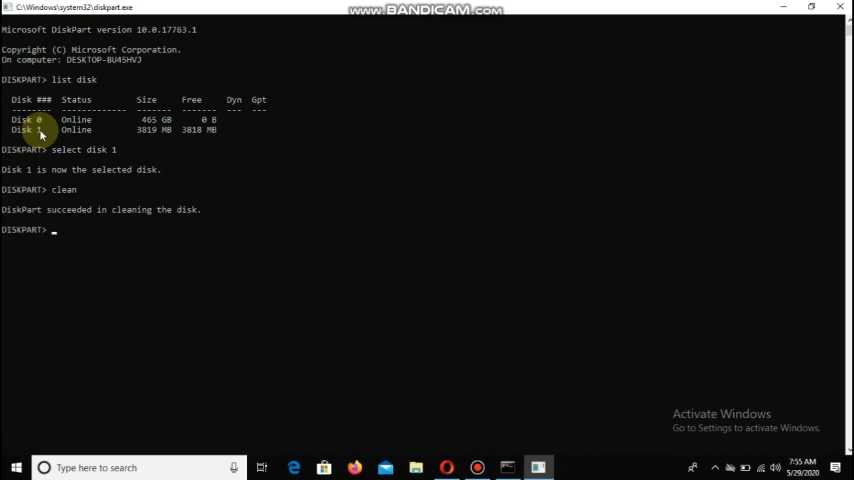 C:\Windows\system32\diskpart.exe
www.BANDICAM.com
Microsoft DiskPart version 10.0.17763.1
Copyright (C) Microsoft Corporation.
On computer: DESKTOP-8U45HVJ
DISKPART> list disk
Disk ### Status Size Free Dyn Gpt
-------- ------------- ------- ------- --- ---
Disk 0 Online 465 GB 0 B
Disk 1 Online 3819 MB 3818 MB
DISKPART> select disk 1
Disk 1 is now the selected disk.
DISKPART> clean
DiskPart succeeded in cleaning the disk.
DISKPART> _
Activate Windows
Go to Settings to activate Windows.
Type here to search
7:55 AM
5/29/2020